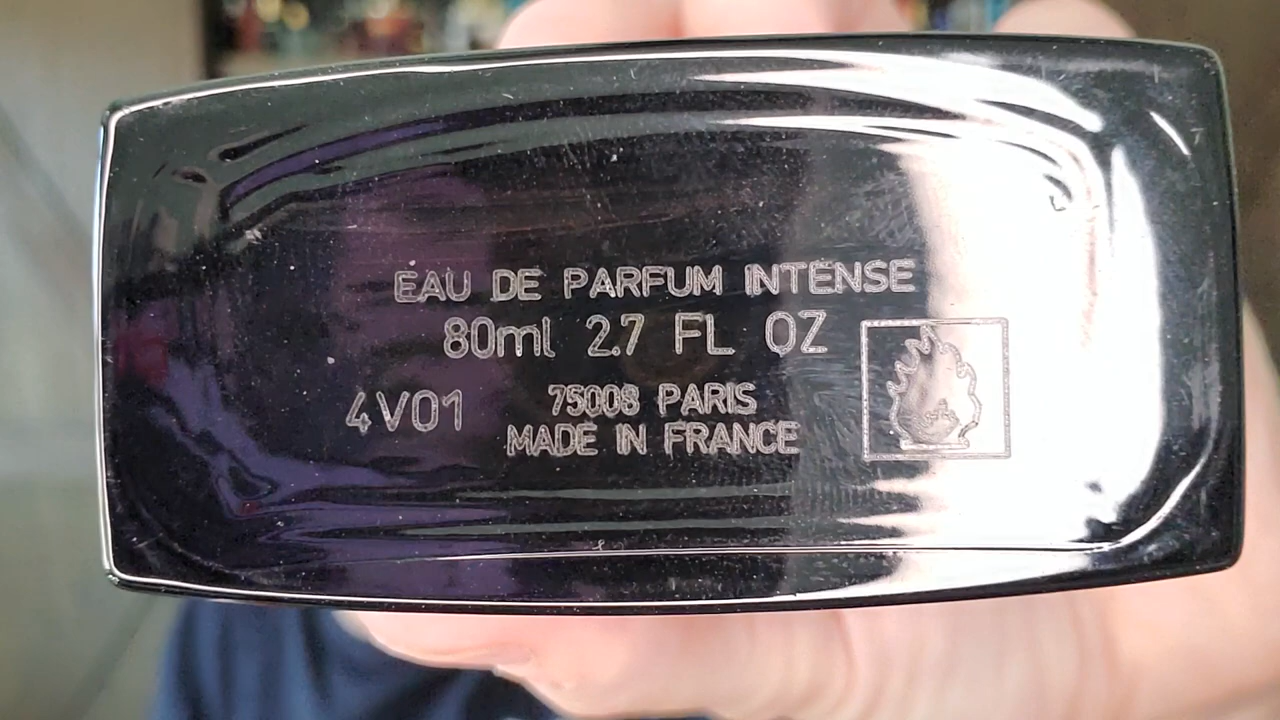 EAU DE PARFUM INTENSE
80ml 2.7 FL OZ
4V01
75008 PARIS
MADE IN FRANCE